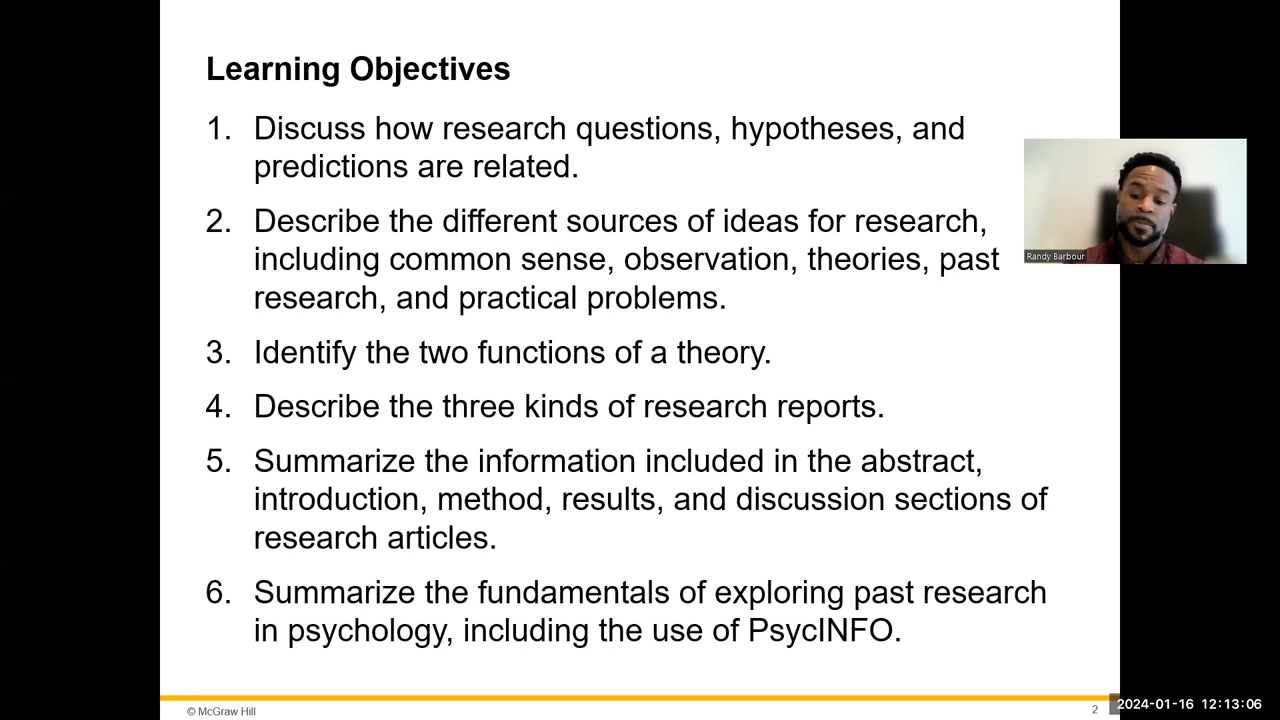 Learning Objectives
1. Discuss how research questions, hypotheses, and
predictions are related.
2. Describe the different sources of ideas for research,
including common sense, observation, theories, past
research, and practical problems.
3. Identify the two functions of a theory.
4. Describe the three kinds of research reports.
5. Summarize the information included in the abstract,
introduction, method, results, and discussion sections of
research articles.
6. Summarize the fundamentals of exploring past research
in psychology, including the use of PsycINFO.
Randy Barbour
© McGraw Hill
2
2024-01-16 12:13:06